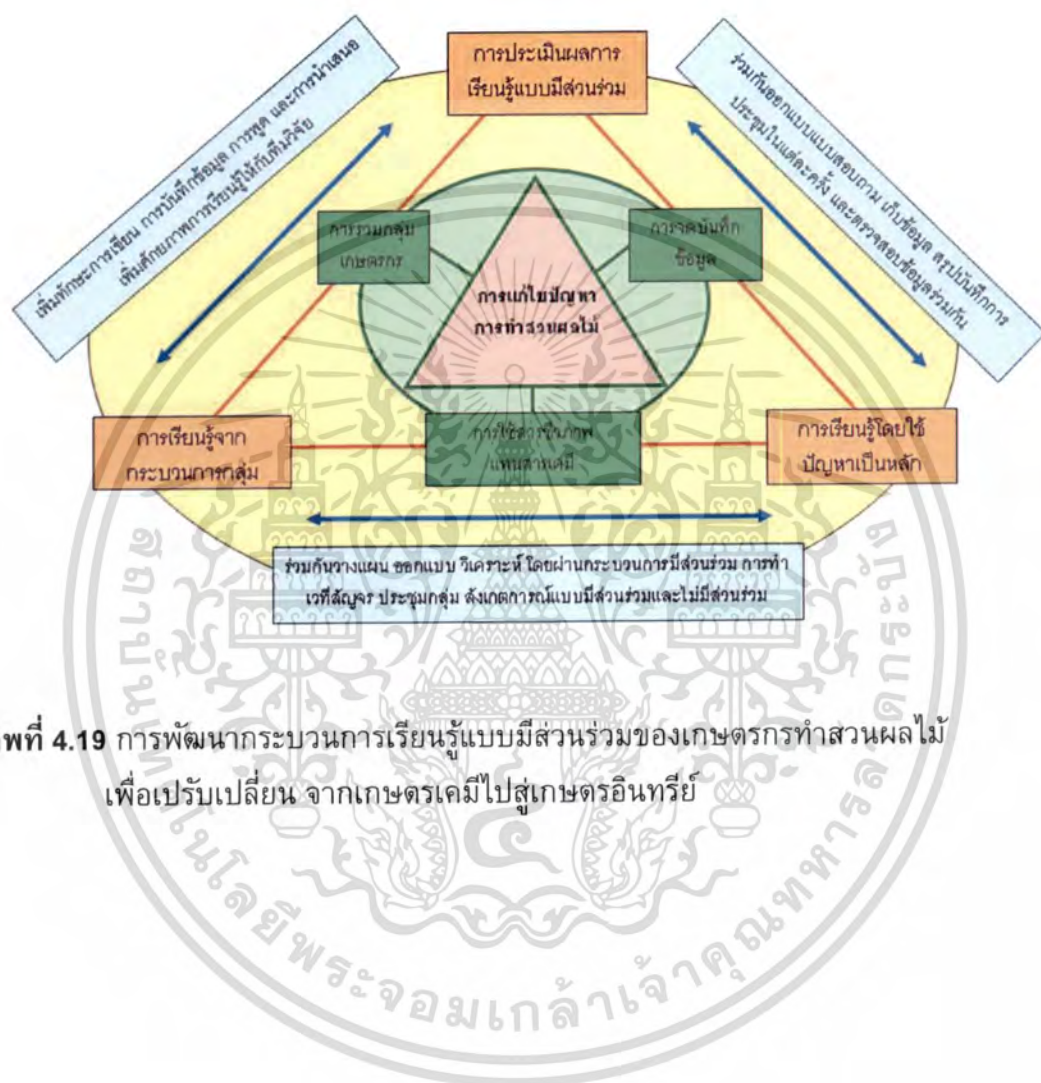 การประเมินผลการ
เรียนรู้แบบมีส่วนร่วม
เพิ่มทักษะการเขียน การบันทึกข้อมูล การพูด และการนำเสนอ
เพิ่มศักยภาพการเรียนรู้ให้กับทีมวิจัย
ร่วมกันออกแบบแบบสอบถาม เก็บข้อมูล สรุปบันทึกการ
ประชุมในแต่ละครั้ง และตรวจสอบข้อมูลร่วมกัน
การรวมกลุ่ม
เกษตรกร
การจดบันทึก
ข้อมูล
การแก้ไขปัญหา
การทำสวนผลไม้
การเรียนรู้จาก
กระบวนการกลุ่ม
การใช้สารชีวภาพ
แทนสารเคมี
การเรียนรู้โดยใช้
ปัญหาเป็นหลัก
ร่วมกันวางแผน ออกแบบ วิเคราะห์ โดยผ่านกระบวนการมีส่วนร่วม การทำ
เวทีสัญจร ประชุมกลุ่ม สังเกตการณ์แบบมีส่วนร่วมและไม่มีส่วนร่วม
พที่ 4.19 การพัฒนากระบวนการเรียนรู้แบบมีส่วนร่วมของเกษตรกรทำสวนผลไม้
เพื่อเปรับเปลี่ยน จากเกษตรเคมีไปสู่เกษตรอินทรีย์
สถาบันเทคโนโลยีพระจอมเกล้าเจ้าคุณทหารลาดกระบัง